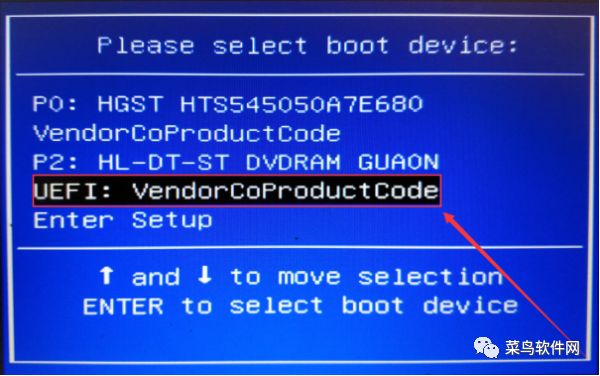 Please select boot device:
P0: HGST HTS545050A7E680
VendorCoProductCode
P2: HL-DT-ST DVDRAM GUA0N
UEFI: VendorCoProductCode
Enter Setup
↑ and ↓ to move selection
ENTER to select boot device
菜鸟软件网